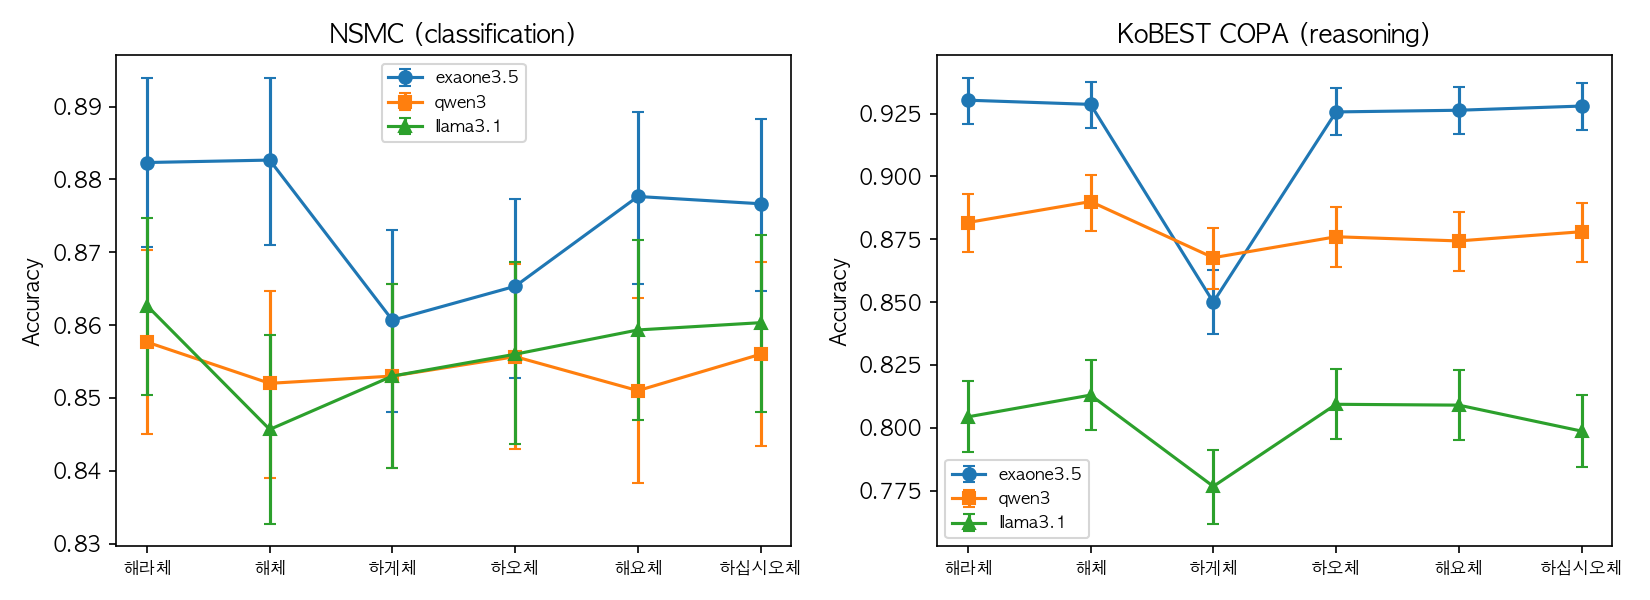 NSMC (classification)
Accuracy
0.89
0.88
0.87
0.86
0.85
0.84
0.83
exaone3.5
qwen3
llama3.1
해라체 해체 하게체 하오체 해요체 하십시오체
KoBEST COPA (reasoning)
Accuracy
0.925
0.900
0.875
0.850
0.825
0.800
0.775
exaone3.5
qwen3
llama3.1
해라체 해체 하게체 하오체 해요체 하십시오체